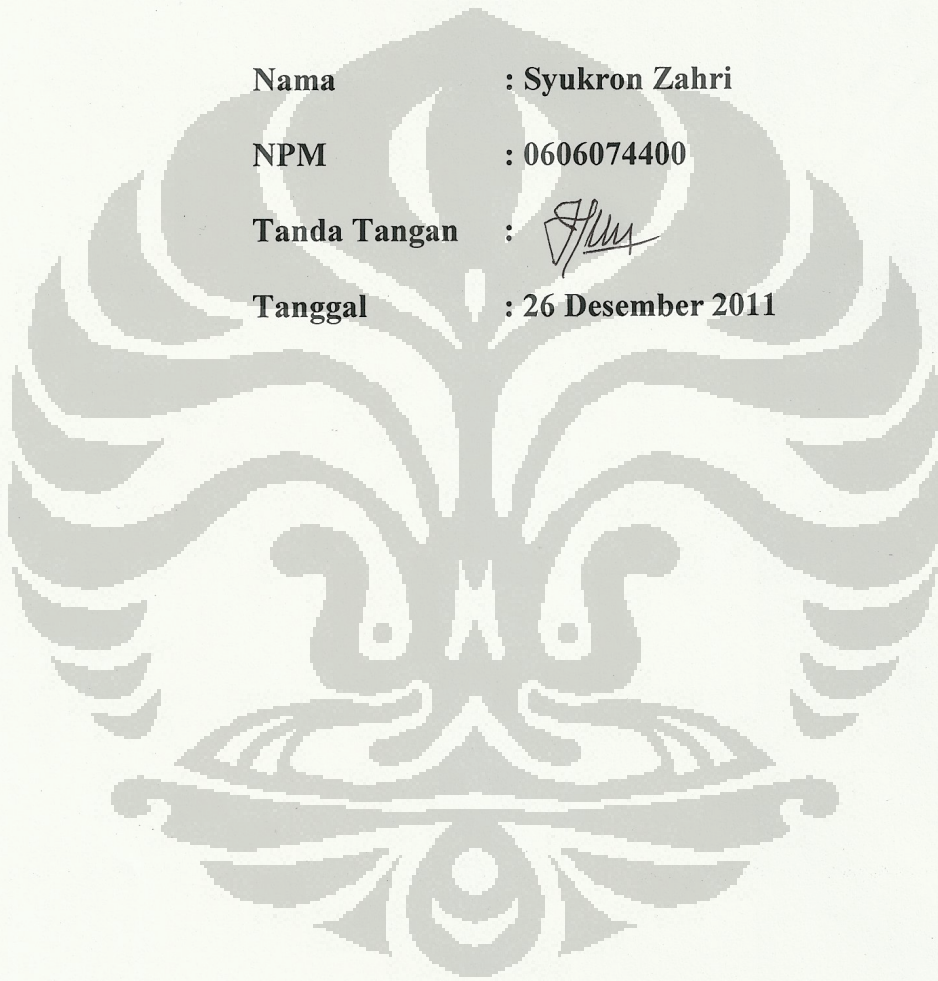 Nama : Syukron Zahri
NPM : 0606074400
Tanda Tangan :
Tanggal : 26 Desember 2011